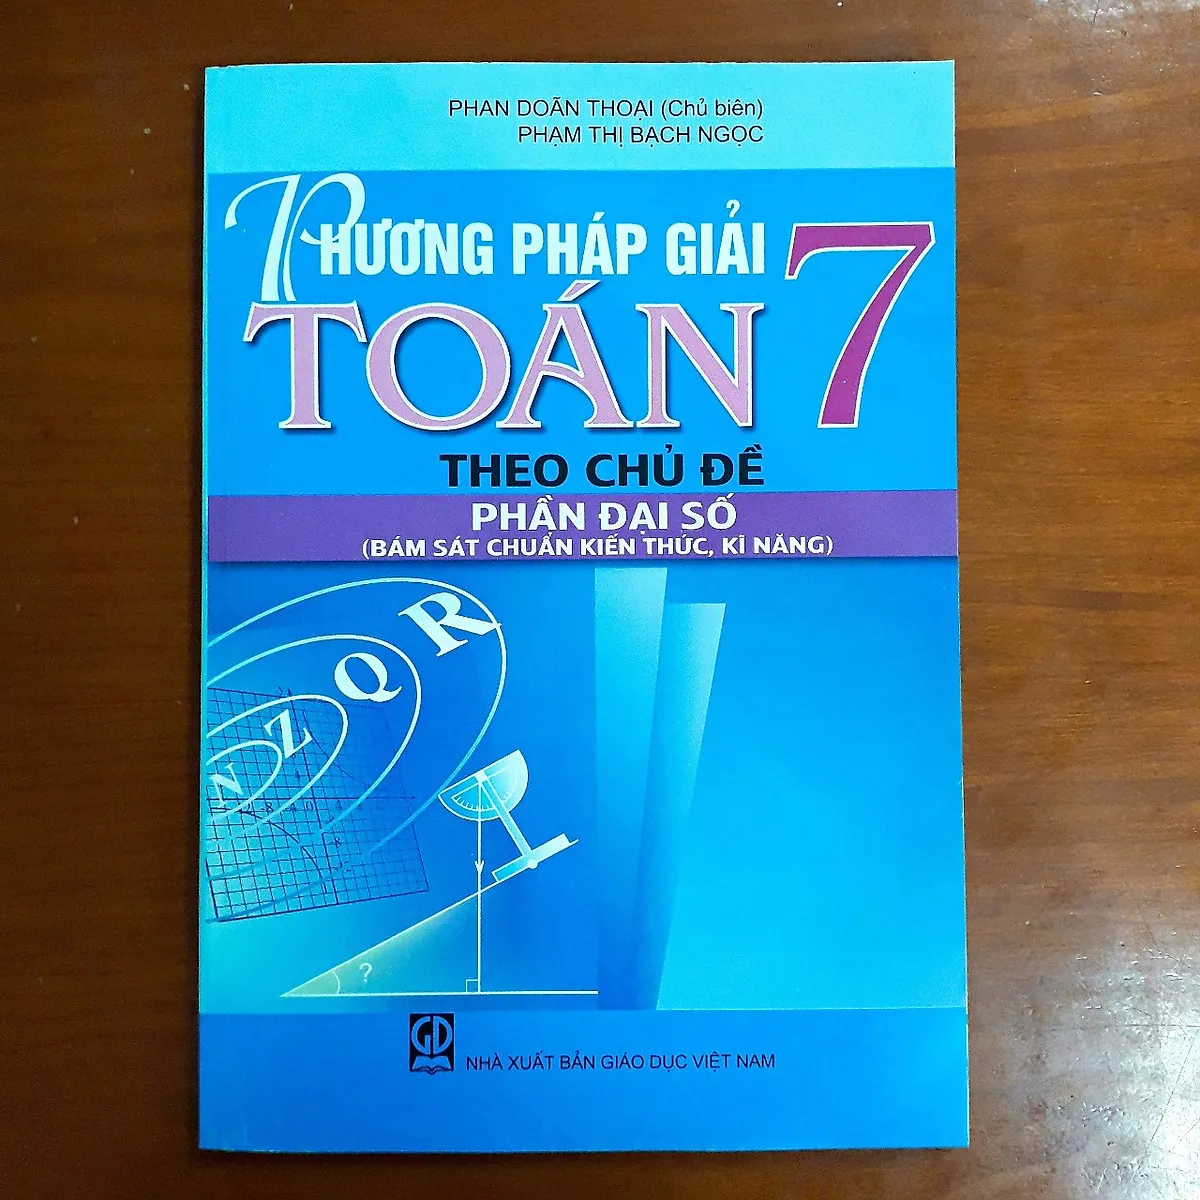 PHAN DOÃN THOẠI (Chủ biên)
PHẠM THỊ BẠCH NGỌC
PHƯƠNG PHÁP GIẢI
TOÁN 7
THEO CHỦ ĐỀ
PHẦN ĐẠI SỐ
(BÁM SÁT CHUẨN KIẾN THỨC, KĨ NĂNG)
R
Q
Z
N
?
GD
NHÀ XUẤT BẢN GIÁO DỤC VIỆT NAM